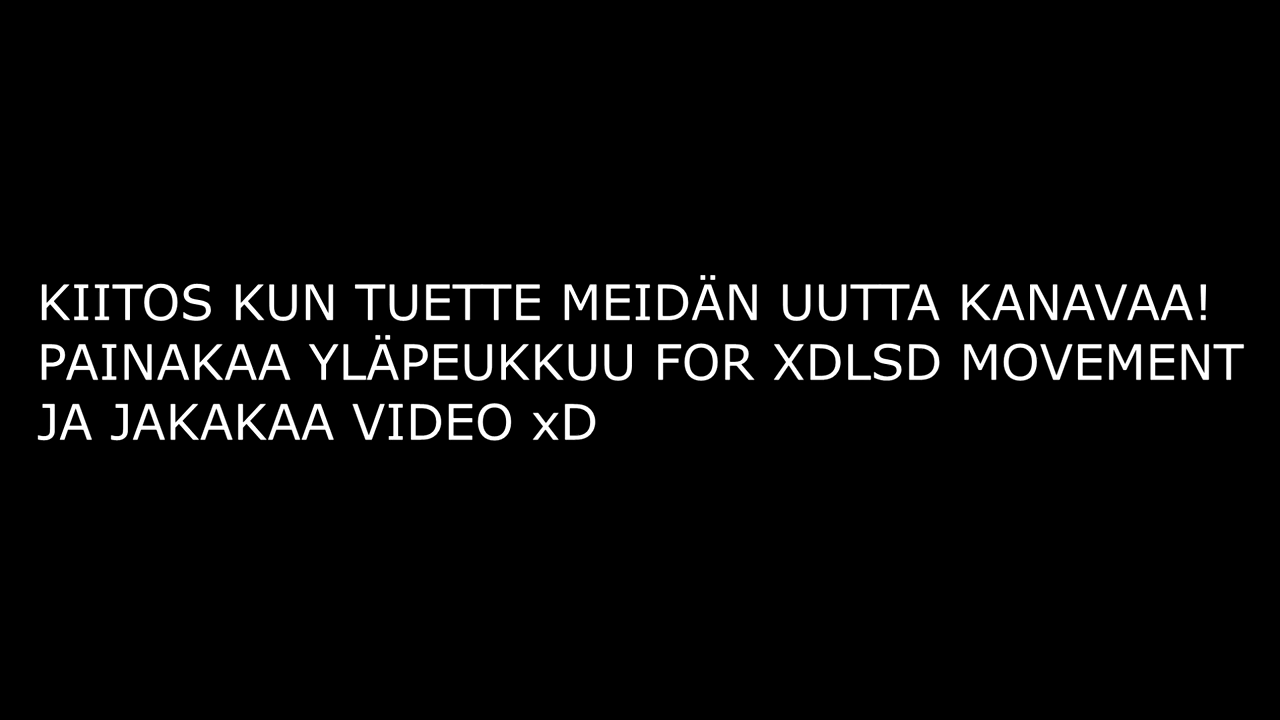 KIITOS KUN TUETTE MEIDÄN UUTTA KANAVAA!
PAINAKAA YLÄPEUKKUU FOR XDLSD MOVEMENT
JA JAKAKAA VIDEO xD